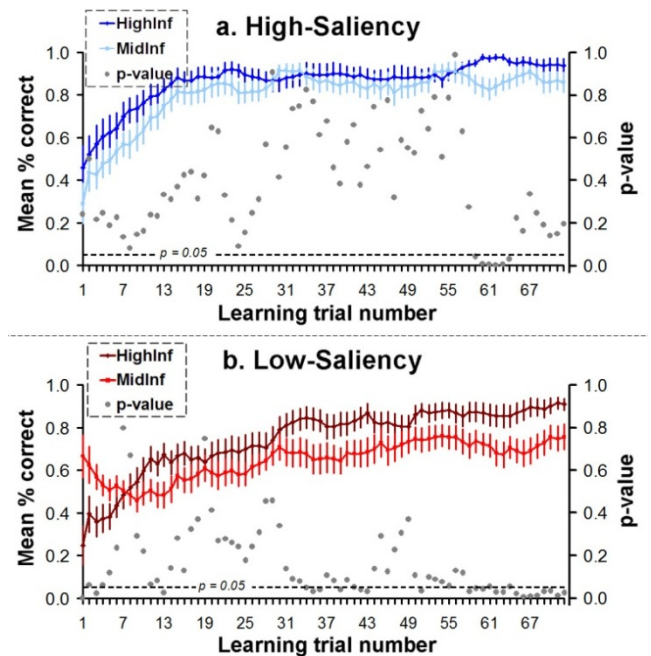 a. High-Saliency
HighInf
MidInf
p-value
Mean % correct
1.0
0.8
0.6
0.4
0.2
0.0
p = 0.05
1.0
0.8
0.6
0.4
0.2
0.0
p-value
1 7 13 19 25 31 37 43 49 55 61 67
Learning trial number
b. Low-Saliency
HighInf
MidInf
p-value
Mean % correct
1.0
0.8
0.6
0.4
0.2
0.0
p = 0.05
1.0
0.8
0.6
0.4
0.2
0.0
p-value
1 7 13 19 25 31 37 43 49 55 61 67
Learning trial number